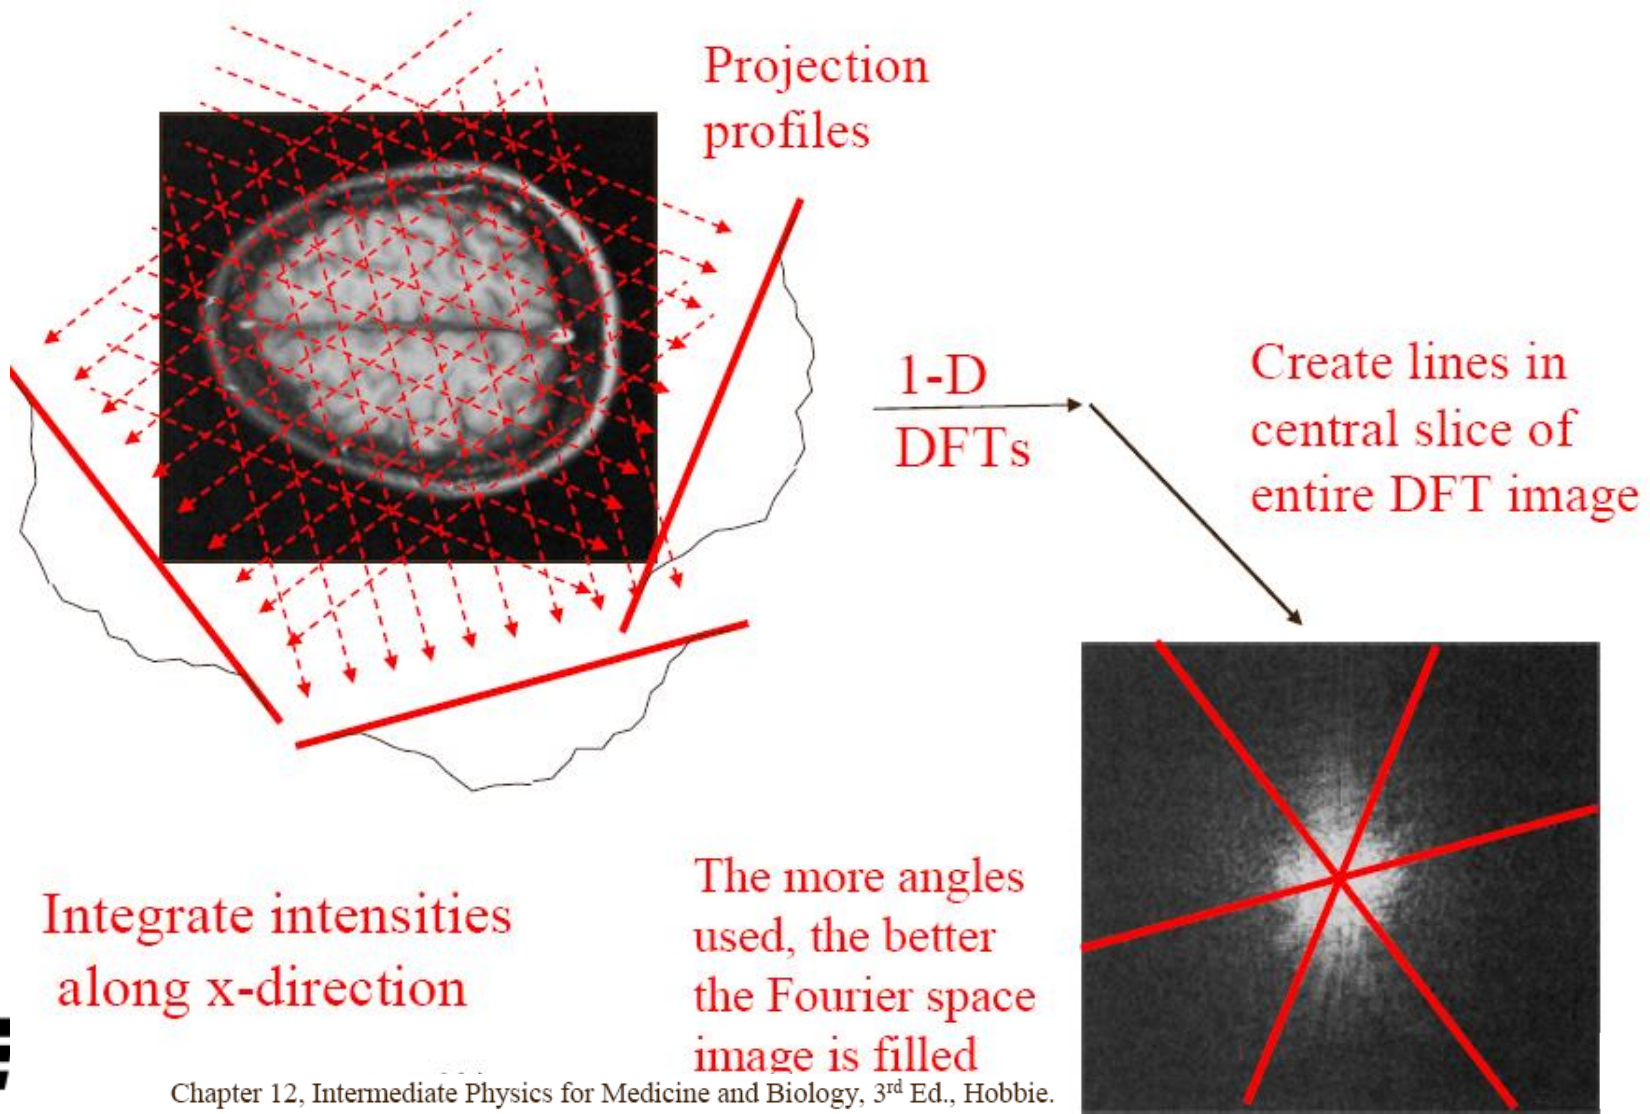 Projection
profiles
1-D
DFTs
Create lines in
central slice of
entire DFT image
Integrate intensities
along x-direction
The more angles
used, the better
the Fourier space
image is filled
Chapter 12, Intermediate Physics for Medicine and Biology, 3rd Ed., Hobbie.